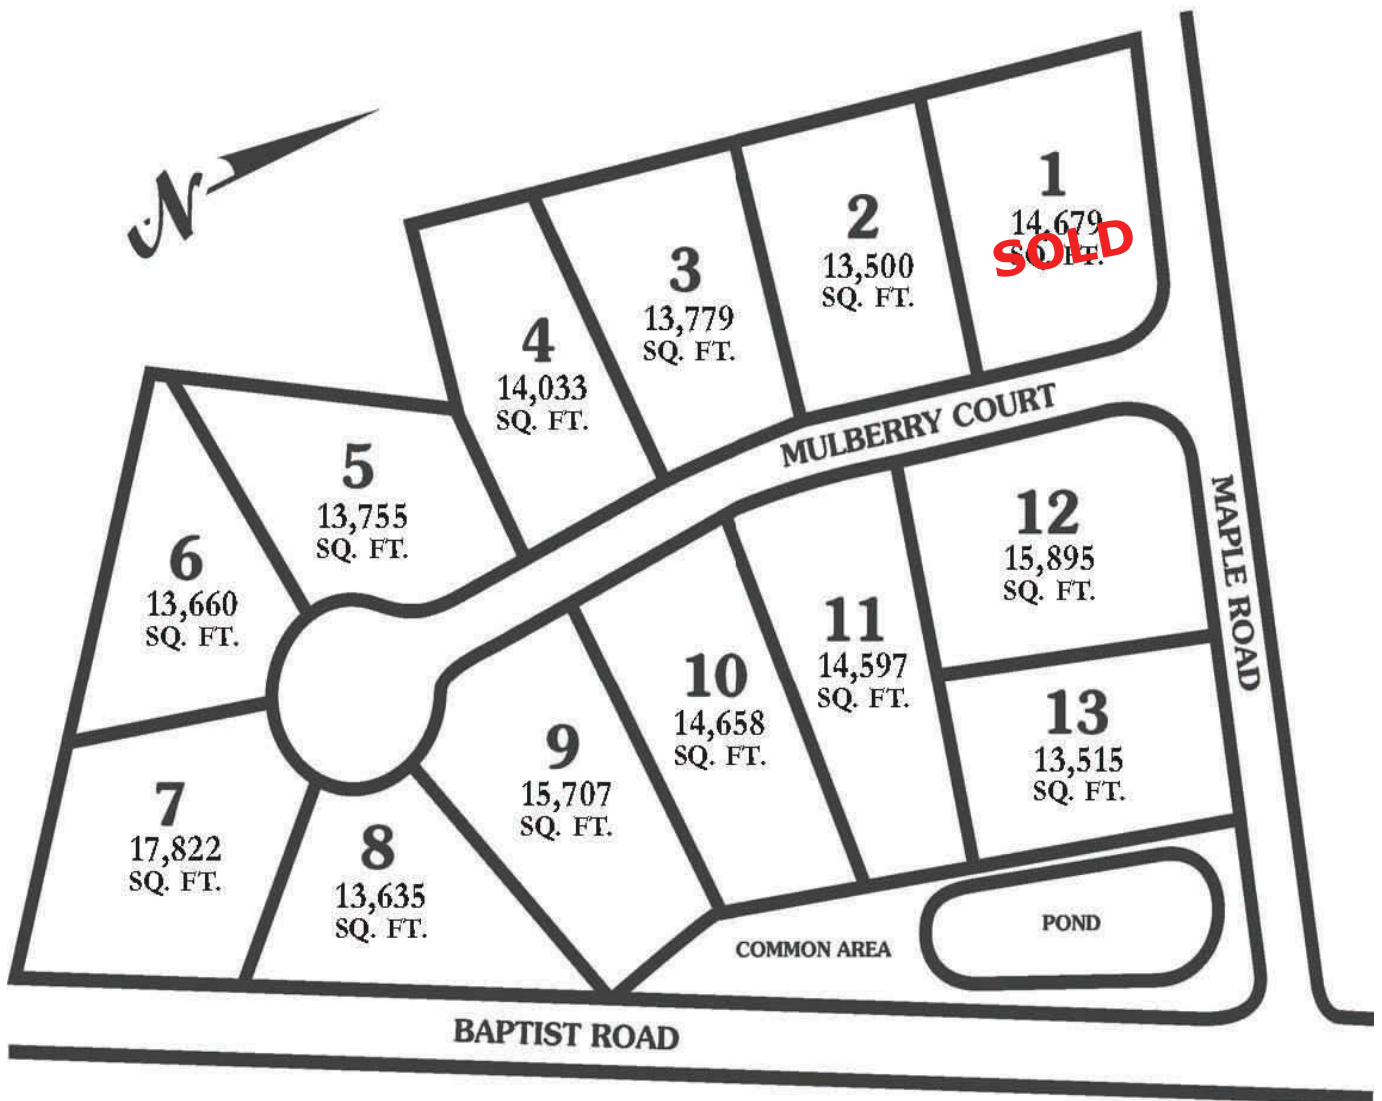 N
1
14,679
SQ. FT.
SOLD
2
13,500
SQ. FT.
3
13,779
SQ. FT.
4
14,033
SQ. FT.
5
13,755
SQ. FT.
6
13,660
SQ. FT.
7
17,822
SQ. FT.
8
13,635
SQ. FT.
9
15,707
SQ. FT.
10
14,658
SQ. FT.
11
14,597
SQ. FT.
12
15,895
SQ. FT.
13
13,515
SQ. FT.
MULBERRY COURT
MAPLE ROAD
POND
COMMON AREA
BAPTIST ROAD